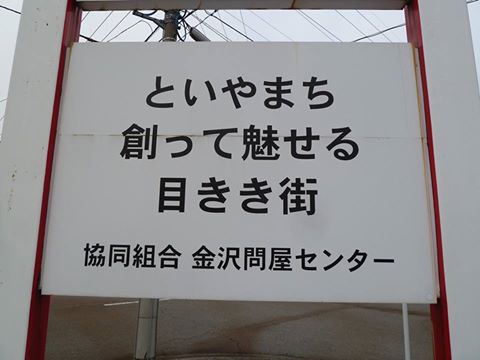 といやまち
創って魅せる
目きき街
協同組合 金沢問屋センター